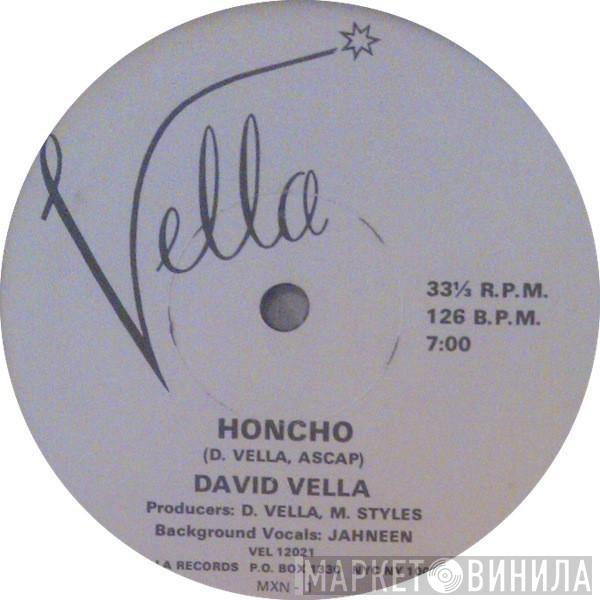 Vella
33⅓ R.P.M.
126 B.P.M.
7:00
HONCHO
(D. VELLA, ASCAP)
DAVID VELLA
Producers: D. VELLA, M. STYLES
Background Vocals: JAHNEEN
VEL 12021
LA RECORDS P.O. BOX 1330 NYC NY
MXN - 1
МАРКЕТ ВИНИЛА